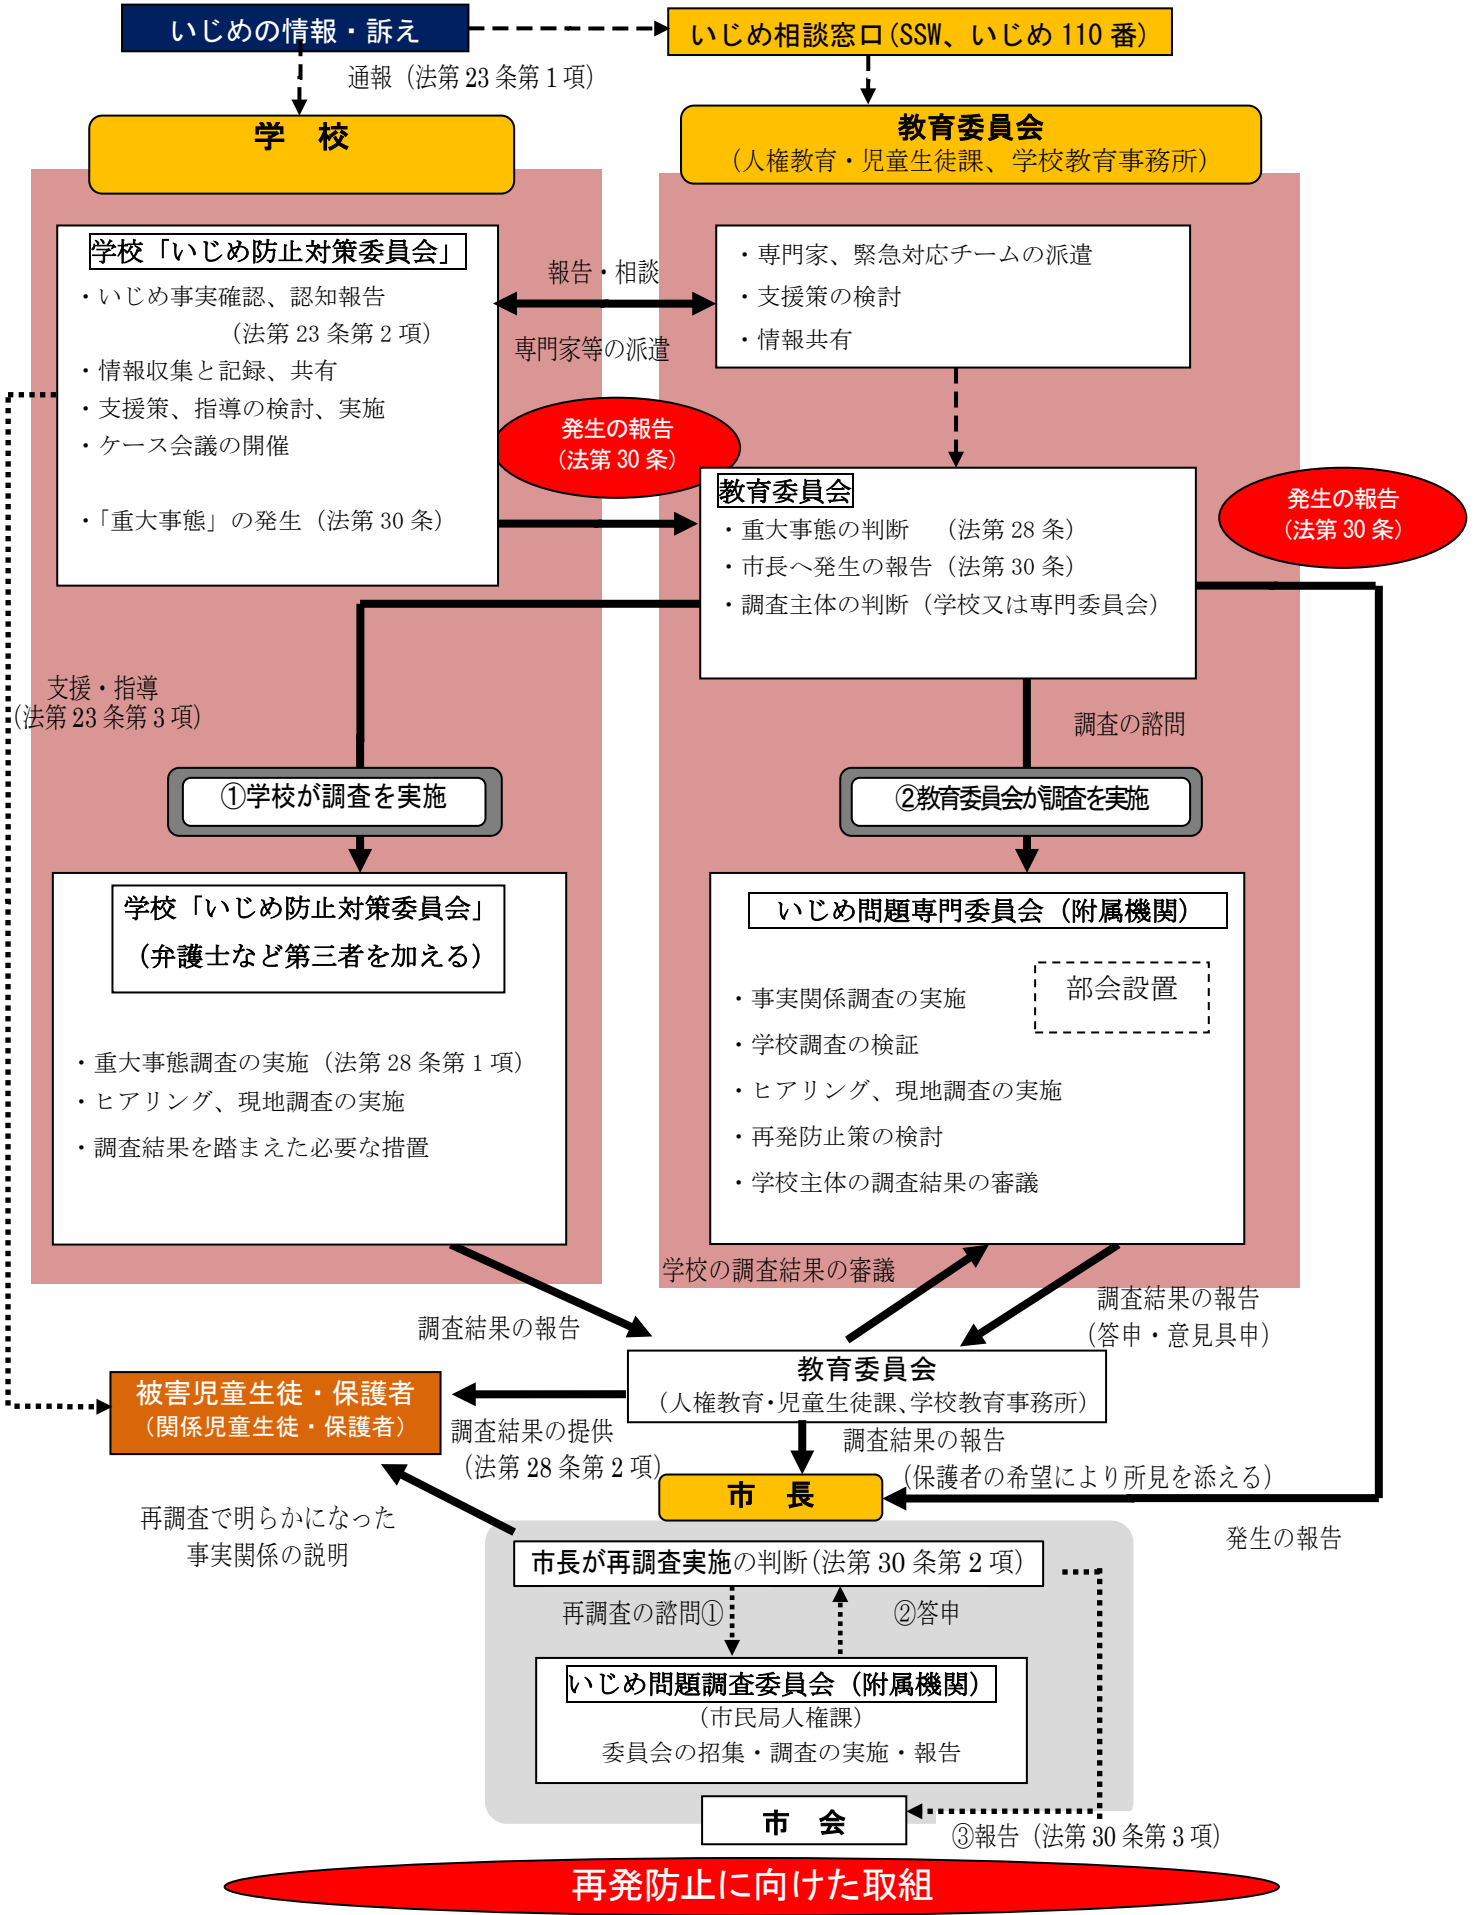 いじめの情報・訴え
いじめ相談窓口(SSW、いじめ 110 番)
通報（法第 23 条第 1 項）
学　校
教育委員会
（人権教育・児童生徒課、学校教育事務所）
学校「いじめ防止対策委員会」
・いじめ事実確認、認知報告
（法第 23 条第 2 項）
・情報収集と記録、共有
・支援策、指導の検討、実施
・ケース会議の開催
・「重大事態」の発生（法第 30 条）
報告・相談
専門家等の派遣
・専門家、緊急対応チームの派遣
・支援策の検討
・情報共有
発生の報告
（法第 30 条）
教育委員会
・重大事態の判断　（法第 28 条）
・市長へ発生の報告（法第 30 条）
・調査主体の判断（学校又は専門委員会）
発生の報告
（法第 30 条）
支援・指導
（法第 23 条第 3 項）
調査の諮問
①学校が調査を実施
②教育委員会が調査を実施
学校「いじめ防止対策委員会」
（弁護士など第三者を加える）
・重大事態調査の実施（法第 28 条第 1 項）
・ヒアリング、現地調査の実施
・調査結果を踏まえた必要な措置
いじめ問題専門委員会（附属機関）
部会設置
・事実関係調査の実施
・学校調査の検証
・ヒアリング、現地調査の実施
・再発防止策の検討
・学校主体の調査結果の審議
学校の調査結果の審議
調査結果の報告
調査結果の報告
（答申・意見具申）
教育委員会
（人権教育・児童生徒課、学校教育事務所）
被害児童生徒・保護者
（関係児童生徒・保護者）
調査結果の提供
（法第 28 条第 2 項）
調査結果の報告
（保護者の希望により所見を添える）
市　長
発生の報告
再調査で明らかになった
事実関係の説明
市長が再調査実施の判断(法第 30 条第 2 項）
再調査の諮問①
②答申
いじめ問題調査委員会（附属機関）
（市民局人権課）
委員会の招集・調査の実施・報告
市　会
③報告（法第 30 条第 3 項）
再発防止に向けた取組